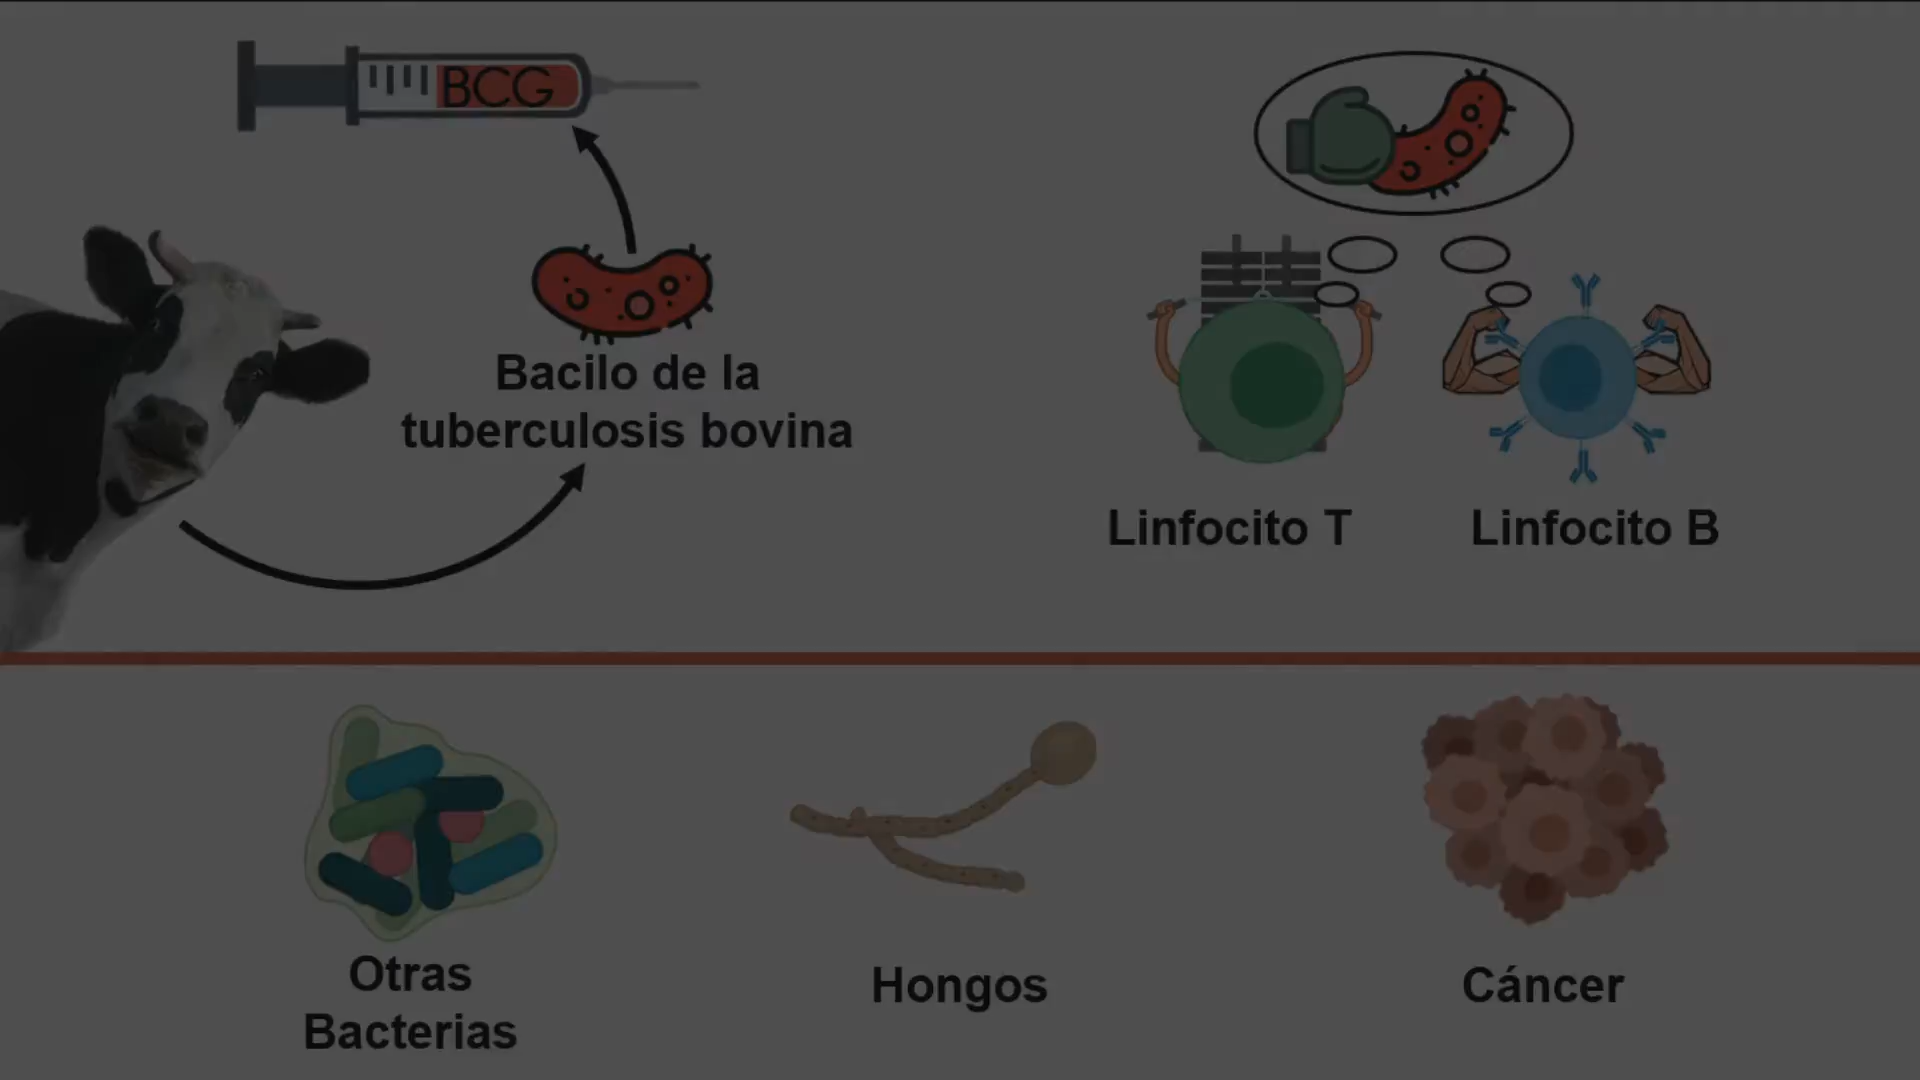 BCG
Bacilo de la
tuberculosis bovina
Linfocito T
Linfocito B
Otras
Bacterias
Hongos
Cáncer